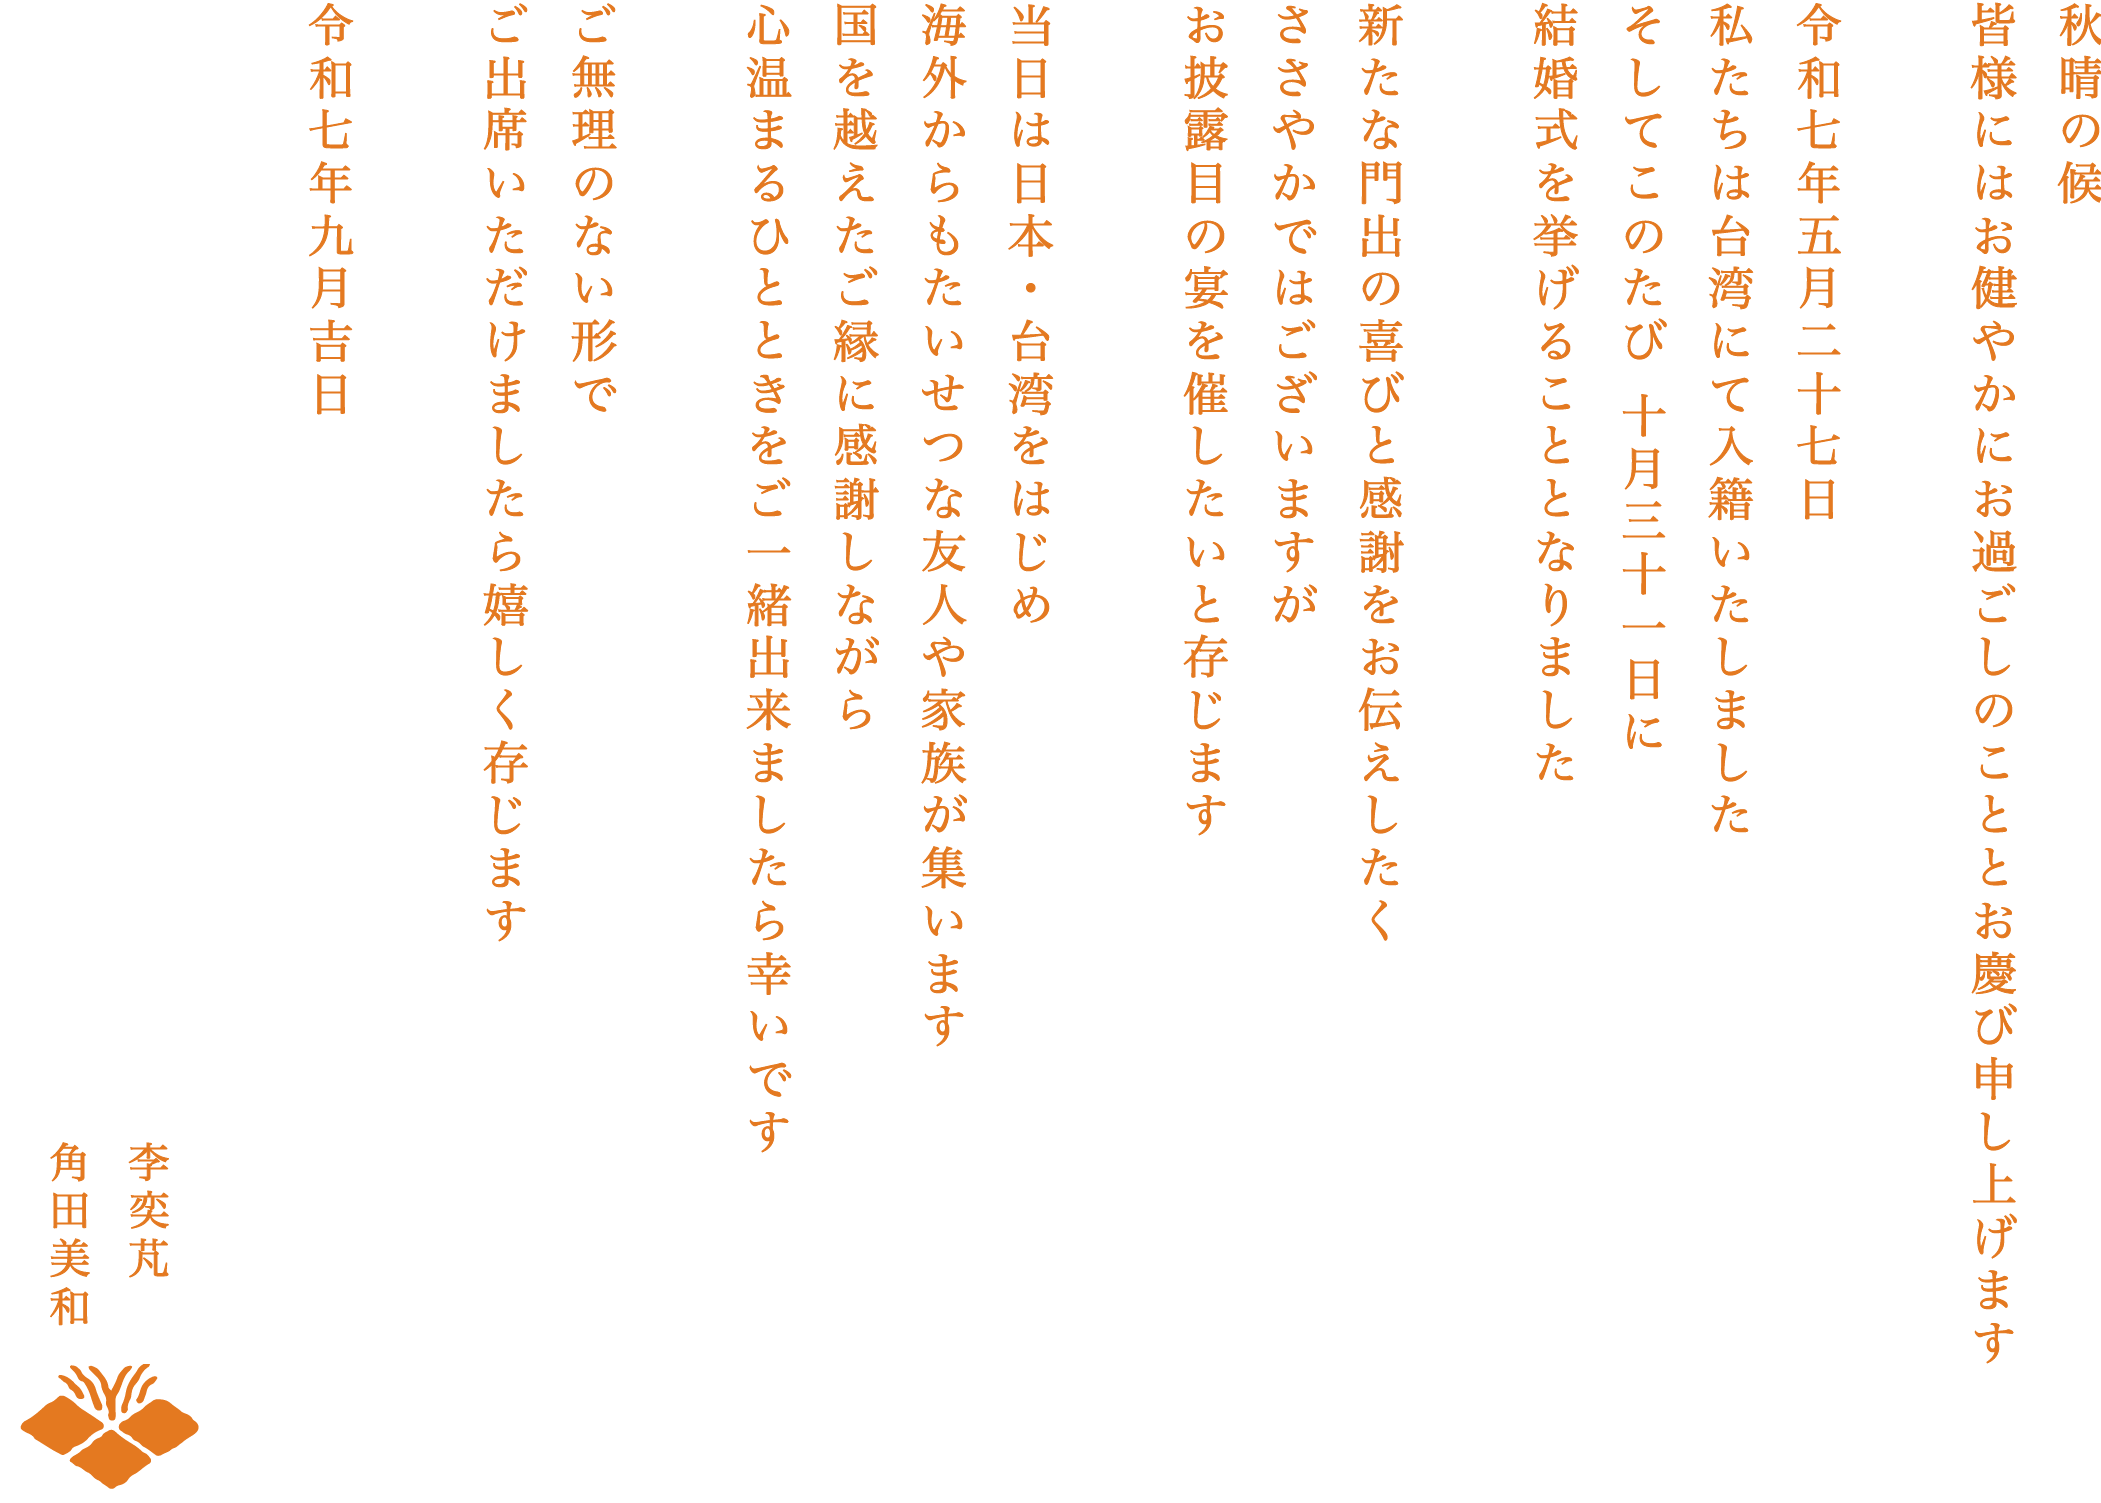 秋晴の候
皆様にはお健やかにお過ごしのこととお慶び申し上げます
令和七年五月二十七日
私たちは台湾にて入籍いたしました
そしてこのたび 十月三十一日に
結婚式を挙げることとなりました
新たな門出の喜びと感謝をお伝えしたく
ささやかではございますが
お披露目の宴を催したいと存じます
当日は日本・台湾をはじめ
海外からもたいせつな友人や家族が集います
国を越えたご縁に感謝しながら
心温まるひとときをご一緒出来ましたら幸いです
ご無理のない形で
ご出席いただけましたら嬉しく存じます
令和七年九月吉日
李奕芃
角田美和